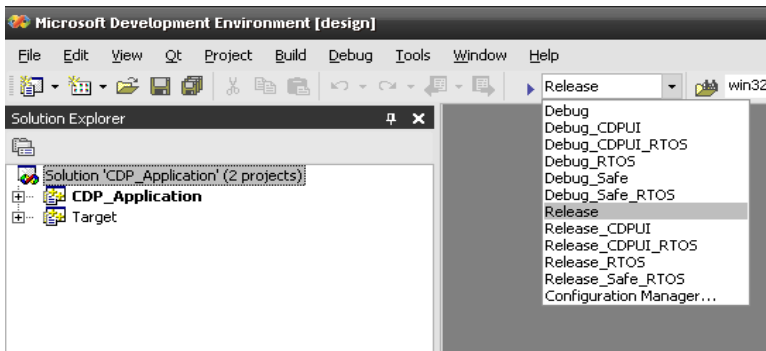 Microsoft Development Environment [design]
File Edit View Qt Project Build Debug Tools Window Help
Release win32
Solution Explorer
Debug
Debug_CDPUI
Debug_CDPUI_RTOS
Debug_RTOS
Debug_Safe
Debug_Safe_RTOS
Release
Release_CDPUI
Release_CDPUI_RTOS
Release_RTOS
Release_Safe_RTOS
Configuration Manager...
Solution 'CDP_Application' (2 projects)
CDP_Application
Target